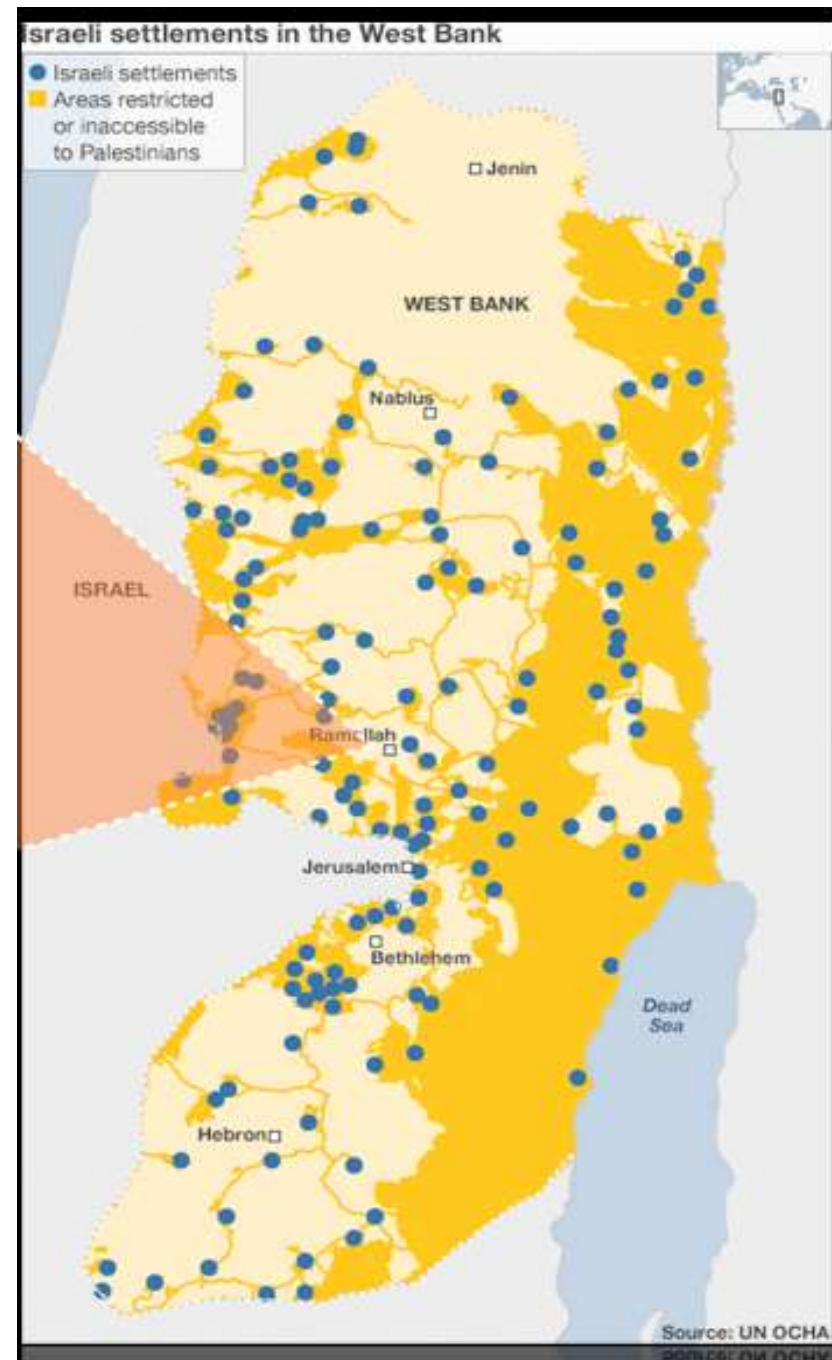 Israeli settlements in the West Bank
Israeli settlements
Areas restricted
or inaccessible
to Palestinians
Jenin
WEST BANK
Nablus
ISRAEL
Ramallah
Jerusalem
Bethlehem
Dead
Sea
Hebron
Source: UN OCHA